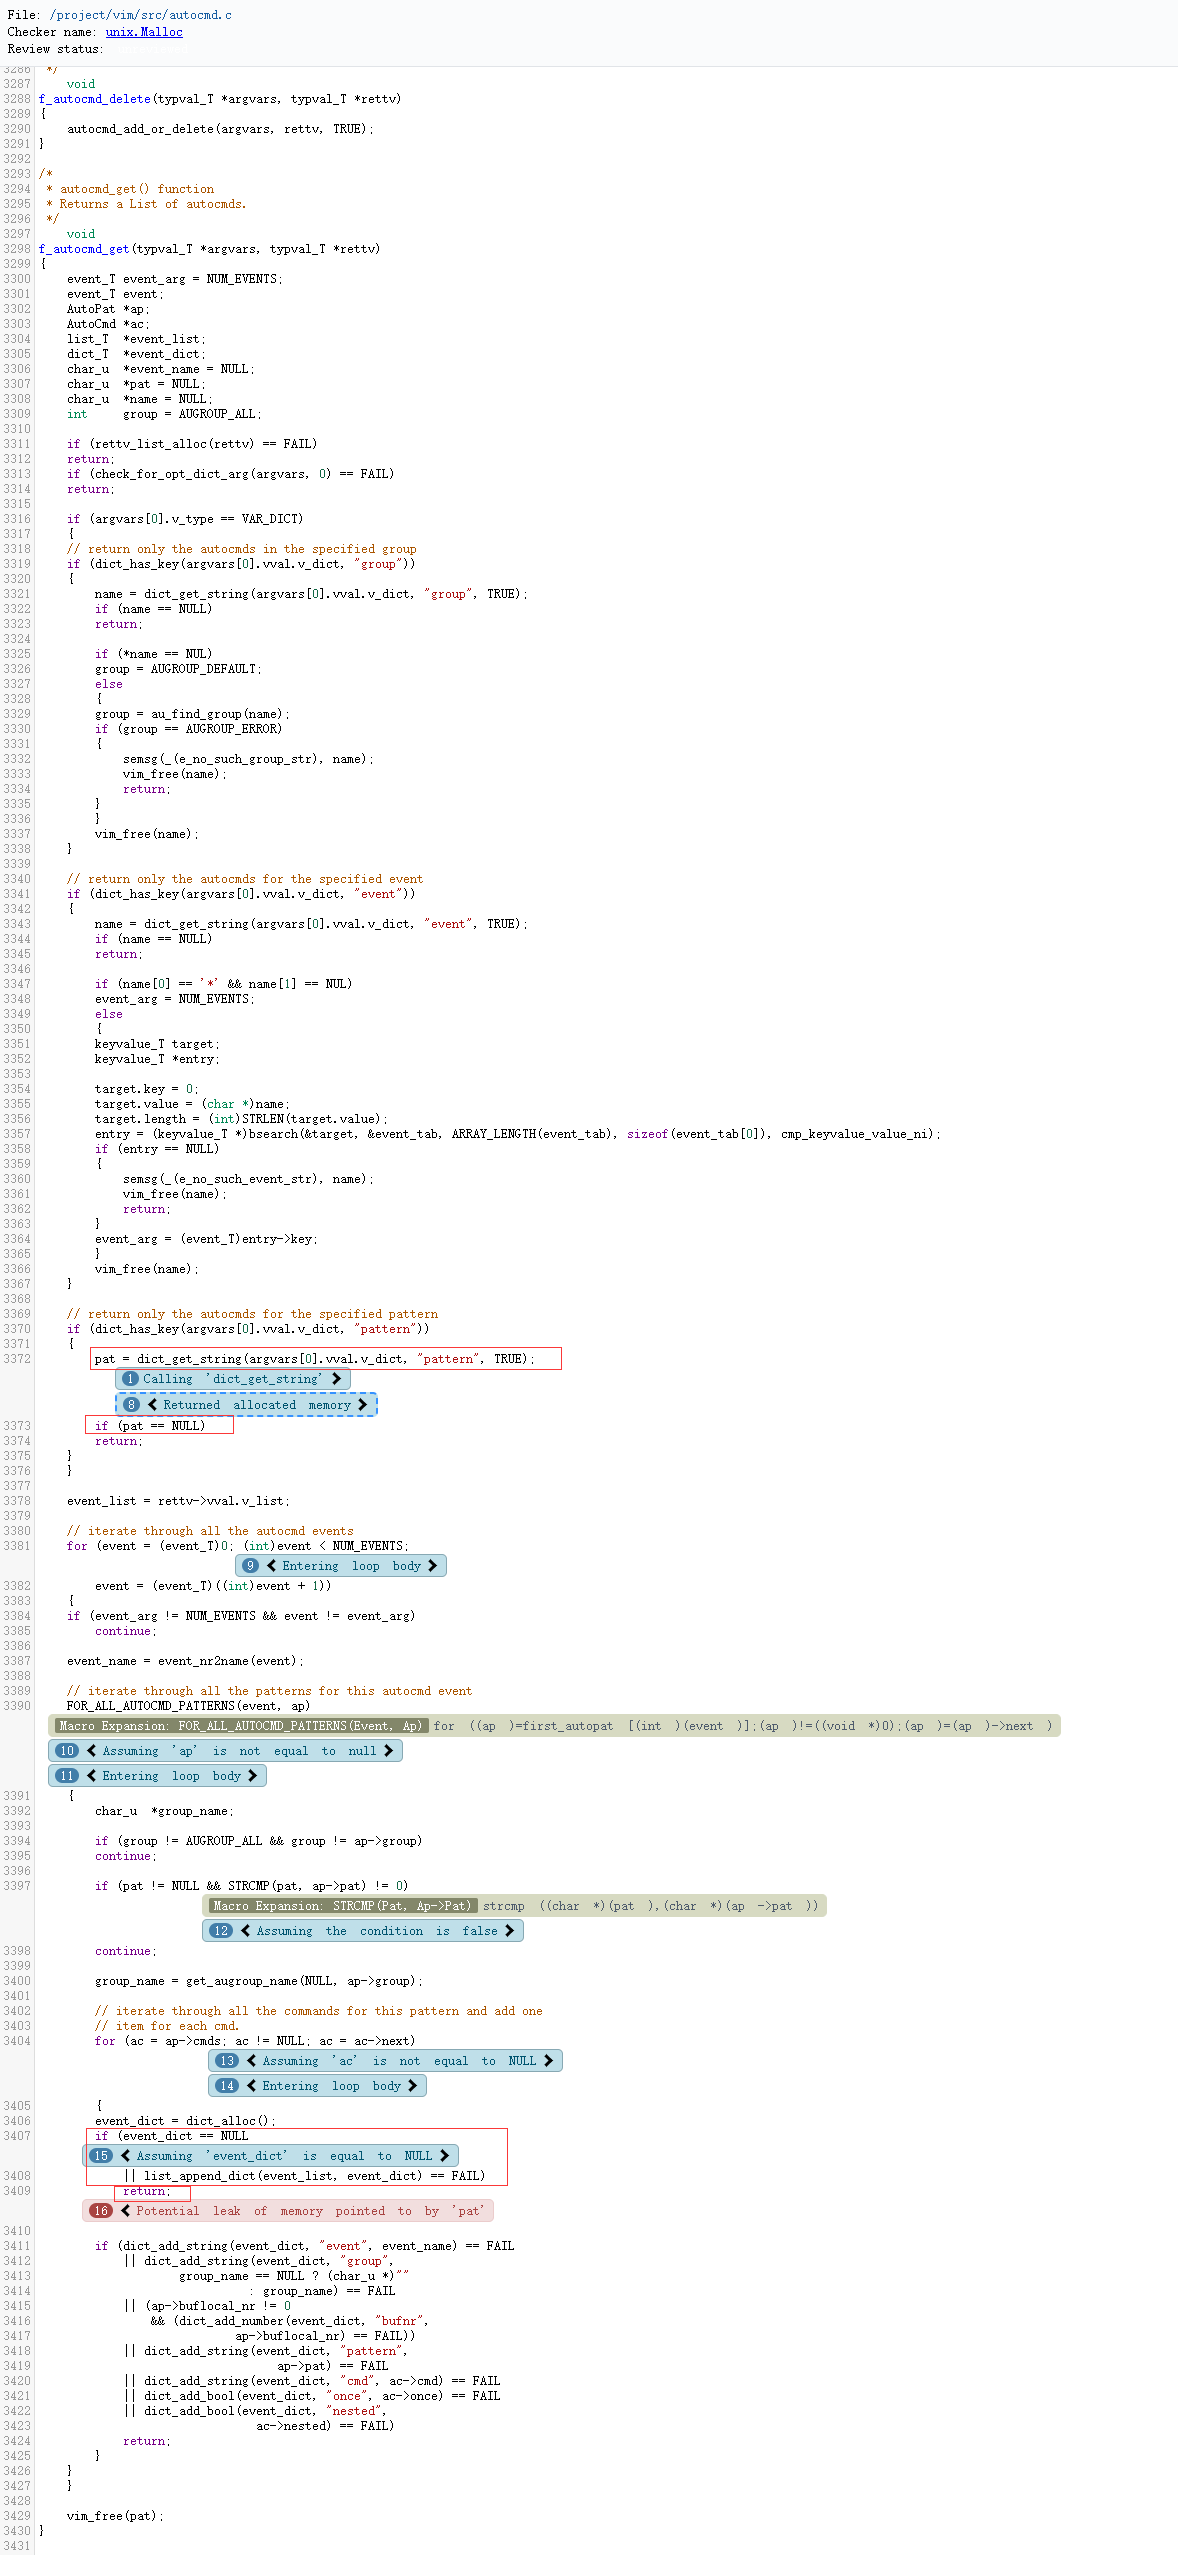 File: /project/vim/src/autocmd.c
Checker name: unix.Malloc
Review status:
3286  */
3287     void
3288 f_autocmd_delete(typval_T *argvars, typval_T *rettv)
3289 {
3290     autocmd_add_or_delete(argvars, rettv, TRUE);
3291 }
3292
3293 /*
3294  * autocmd_get() function
3295  * Returns a List of autocmds.
3296  */
3297     void
3298 f_autocmd_get(typval_T *argvars, typval_T *rettv)
3299 {
3300     event_T event_arg = NUM_EVENTS;
3301     event_T event;
3302     AutoPat *ap;
3303     AutoCmd *ac;
3304     list_T  *event_list;
3305     dict_T  *event_dict;
3306     char_u  *event_name = NULL;
3307     char_u  *pat = NULL;
3308     char_u  *name = NULL;
3309     int     group = AUGROUP_ALL;
3310
3311     if (rettv_list_alloc(rettv) == FAIL)
3312     return;
3313     if (check_for_opt_dict_arg(argvars, 0) == FAIL)
3314     return;
3315
3316     if (argvars[0].v_type == VAR_DICT)
3317     {
3318     // return only the autocmds in the specified group
3319     if (dict_has_key(argvars[0].vval.v_dict, "group"))
3320     {
3321         name = dict_get_string(argvars[0].vval.v_dict, "group", TRUE);
3322         if (name == NULL)
3323         return;
3324
3325         if (*name == NUL)
3326         group = AUGROUP_DEFAULT;
3327         else
3328         {
3329         group = au_find_group(name);
3330         if (group == AUGROUP_ERROR)
3331         {
3332             semsg(_(e_no_such_group_str), name);
3333             vim_free(name);
3334             return;
3335         }
3336         }
3337         vim_free(name);
3338     }
3339
3340     // return only the autocmds for the specified event
3341     if (dict_has_key(argvars[0].vval.v_dict, "event"))
3342     {
3343         name = dict_get_string(argvars[0].vval.v_dict, "event", TRUE);
3344         if (name == NULL)
3345         return;
3346
3347         if (name[0] == '*' && name[1] == NUL)
3348         event_arg = NUM_EVENTS;
3349         else
3350         {
3351         keyvalue_T target;
3352         keyvalue_T *entry;
3353
3354         target.key = 0;
3355         target.value = (char *)name;
3356         target.length = (int)STRLEN(target.value);
3357         entry = (keyvalue_T *)bsearch(&target, &event_tab, ARRAY_LENGTH(event_tab), sizeof(event_tab[0]), cmp_keyvalue_value_ni);
3358         if (entry == NULL)
3359         {
3360             semsg(_(e_no_such_event_str), name);
3361             vim_free(name);
3362             return;
3363         }
3364         event_arg = (event_T)entry->key;
3365         }
3366         vim_free(name);
3367     }
3368
3369     // return only the autocmds for the specified pattern
3370     if (dict_has_key(argvars[0].vval.v_dict, "pattern"))
3371     {
3372         pat = dict_get_string(argvars[0].vval.v_dict, "pattern", TRUE);
1 Calling 'dict_get_string' >
8 < Returned allocated memory >
3373         if (pat == NULL)
3374         return;
3375     }
3376     }
3377
3378     event_list = rettv->vval.v_list;
3379
3380     // iterate through all the autocmd events
3381     for (event = (event_T)0; (int)event < NUM_EVENTS;
9 < Entering loop body >
3382         event = (event_T)((int)event + 1))
3383     {
3384     if (event_arg != NUM_EVENTS && event != event_arg)
3385         continue;
3386
3387     event_name = event_nr2name(event);
3388
3389     // iterate through all the patterns for this autocmd event
3390     FOR_ALL_AUTOCMD_PATTERNS(event, ap)
Macro Expansion: FOR_ALL_AUTOCMD_PATTERNS(Event, Ap) for ((ap )=first_autopat [(int )(event )];(ap )!=((void *)0);(ap )=(ap )->next )
10 < Assuming 'ap' is not equal to null >
11 < Entering loop body >
3391     {
3392         char_u  *group_name;
3393
3394         if (group != AUGROUP_ALL && group != ap->group)
3395         continue;
3396
3397         if (pat != NULL && STRCMP(pat, ap->pat) != 0)
Macro Expansion: STRCMP(Pat, Ap->Pat) strcmp ((char *)(pat ),(char *)(ap ->pat ))
12 < Assuming the condition is false >
3398         continue;
3399
3400         group_name = get_augroup_name(NULL, ap->group);
3401
3402         // iterate through all the commands for this pattern and add one
3403         // item for each cmd.
3404         for (ac = ap->cmds; ac != NULL; ac = ac->next)
13 < Assuming 'ac' is not equal to NULL >
14 < Entering loop body >
3405         {
3406         event_dict = dict_alloc();
3407         if (event_dict == NULL
15 < Assuming 'event_dict' is equal to NULL >
3408             || list_append_dict(event_list, event_dict) == FAIL)
3409             return;
16 < Potential leak of memory pointed to by 'pat'
3410
3411         if (dict_add_string(event_dict, "event", event_name) == FAIL
3412             || dict_add_string(event_dict, "group",
3413                     group_name == NULL ? (char_u *)""
3414                               : group_name) == FAIL
3415             || (ap->buflocal_nr != 0
3416                 && (dict_add_number(event_dict, "bufnr",
3417                             ap->buflocal_nr) == FAIL))
3418             || dict_add_string(event_dict, "pattern",
3419                                   ap->pat) == FAIL
3420             || dict_add_string(event_dict, "cmd", ac->cmd) == FAIL
3421             || dict_add_bool(event_dict, "once", ac->once) == FAIL
3422             || dict_add_bool(event_dict, "nested",
3423                                ac->nested) == FAIL)
3424             return;
3425         }
3426     }
3427     }
3428
3429     vim_free(pat);
3430 }
3431